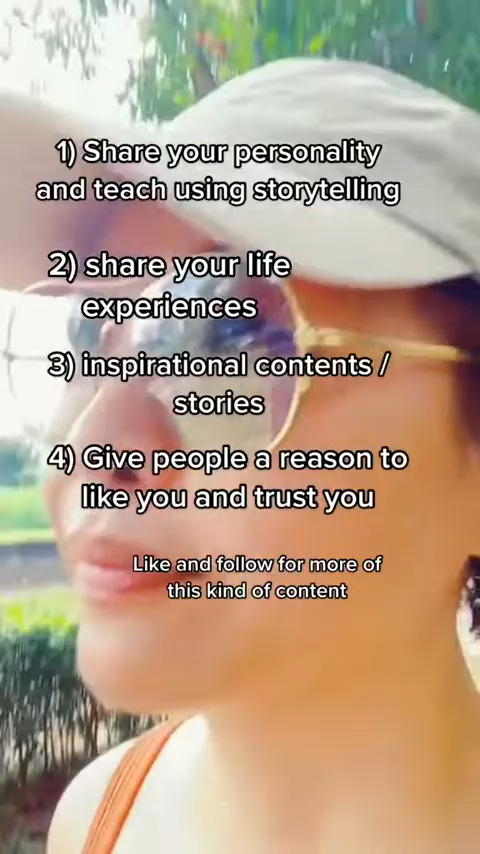 1) Share your personality
and teach using storytelling
2) share your life
experiences
3) inspirational contents /
stories
4) Give people a reason to
like you and trust you
Like and follow for more of
this kind of content